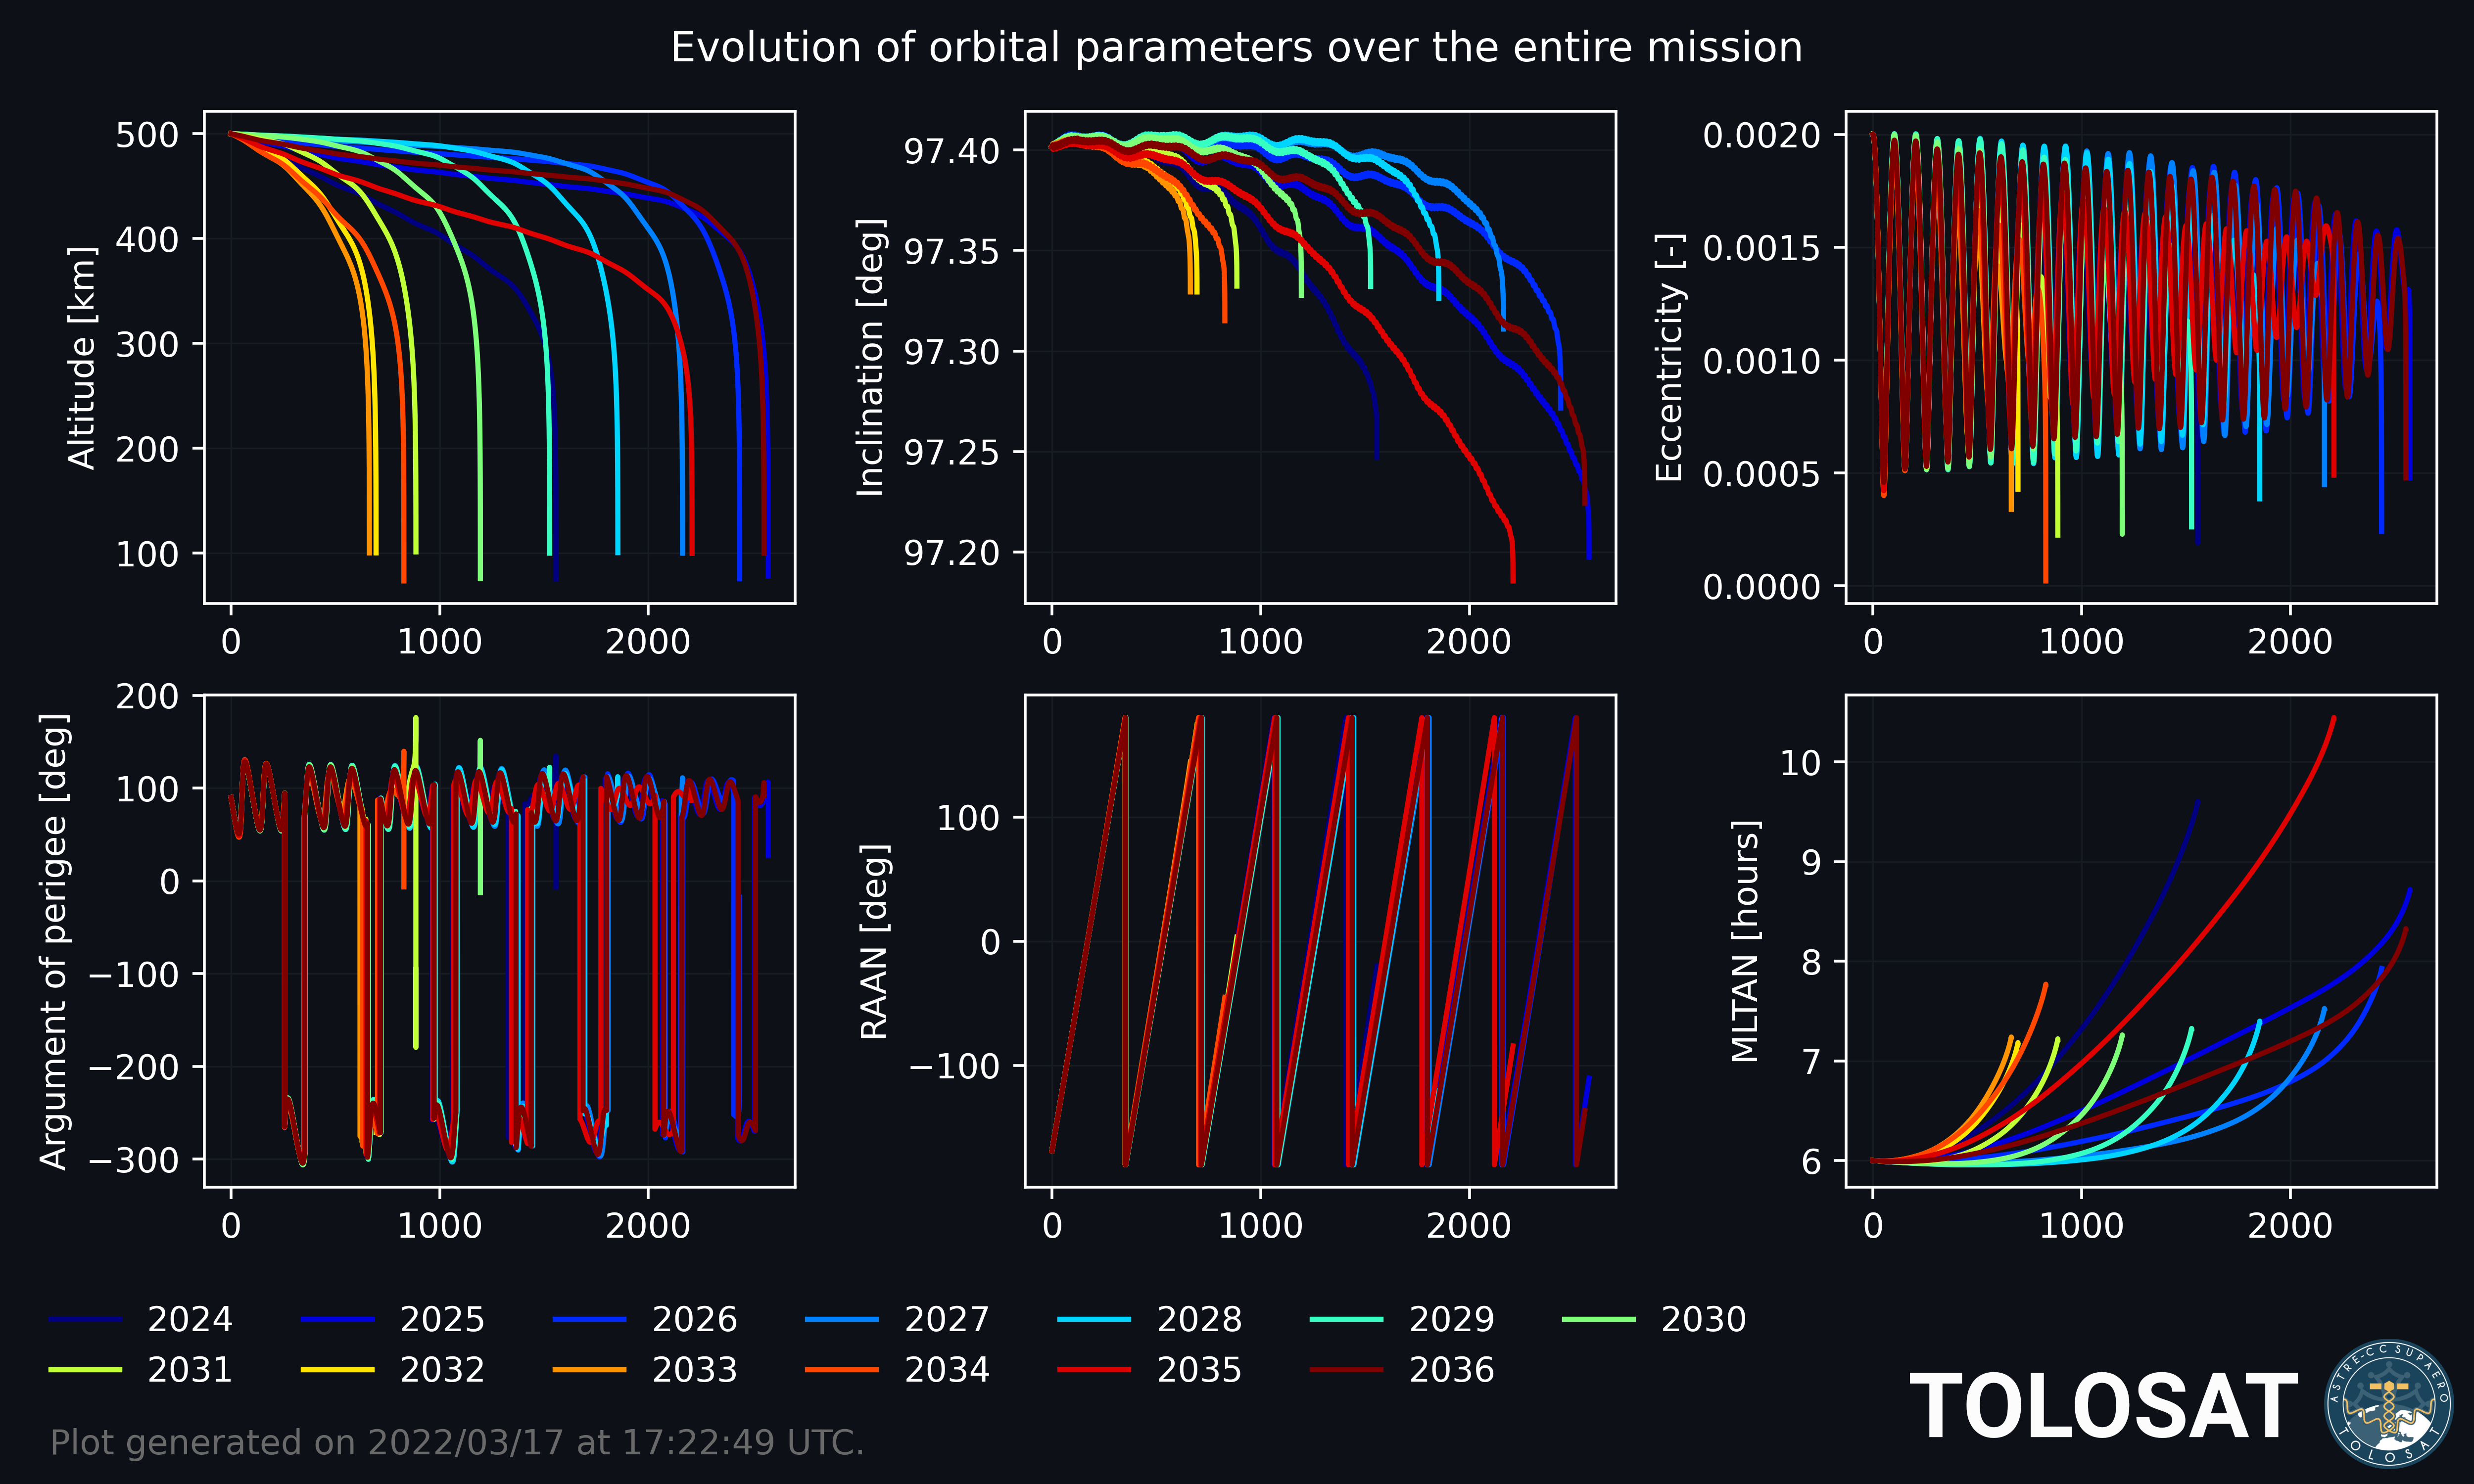 Evolution of orbital parameters over the entire mission
Altitude [km]
500
400
300
200
100
0 1000 2000
Inclination [deg]
97.40
97.35
97.30
97.25
97.20
0 1000 2000
Eccentricity [-]
0.0020
0.0015
0.0010
0.0005
0.0000
0 1000 2000
Argument of perigee [deg]
200
100
0
−100
−200
−300
0 1000 2000
RAAN [deg]
100
0
−100
0 1000 2000
MLTAN [hours]
10
9
8
7
6
0 1000 2000
2024 2025 2026 2027 2028 2029 2030
2031 2032 2033 2034 2035 2036
Plot generated on 2022/03/17 at 17:22:49 UTC.
TOLOSAT
ASTRE-CC SUPAERO
TOLOSAT